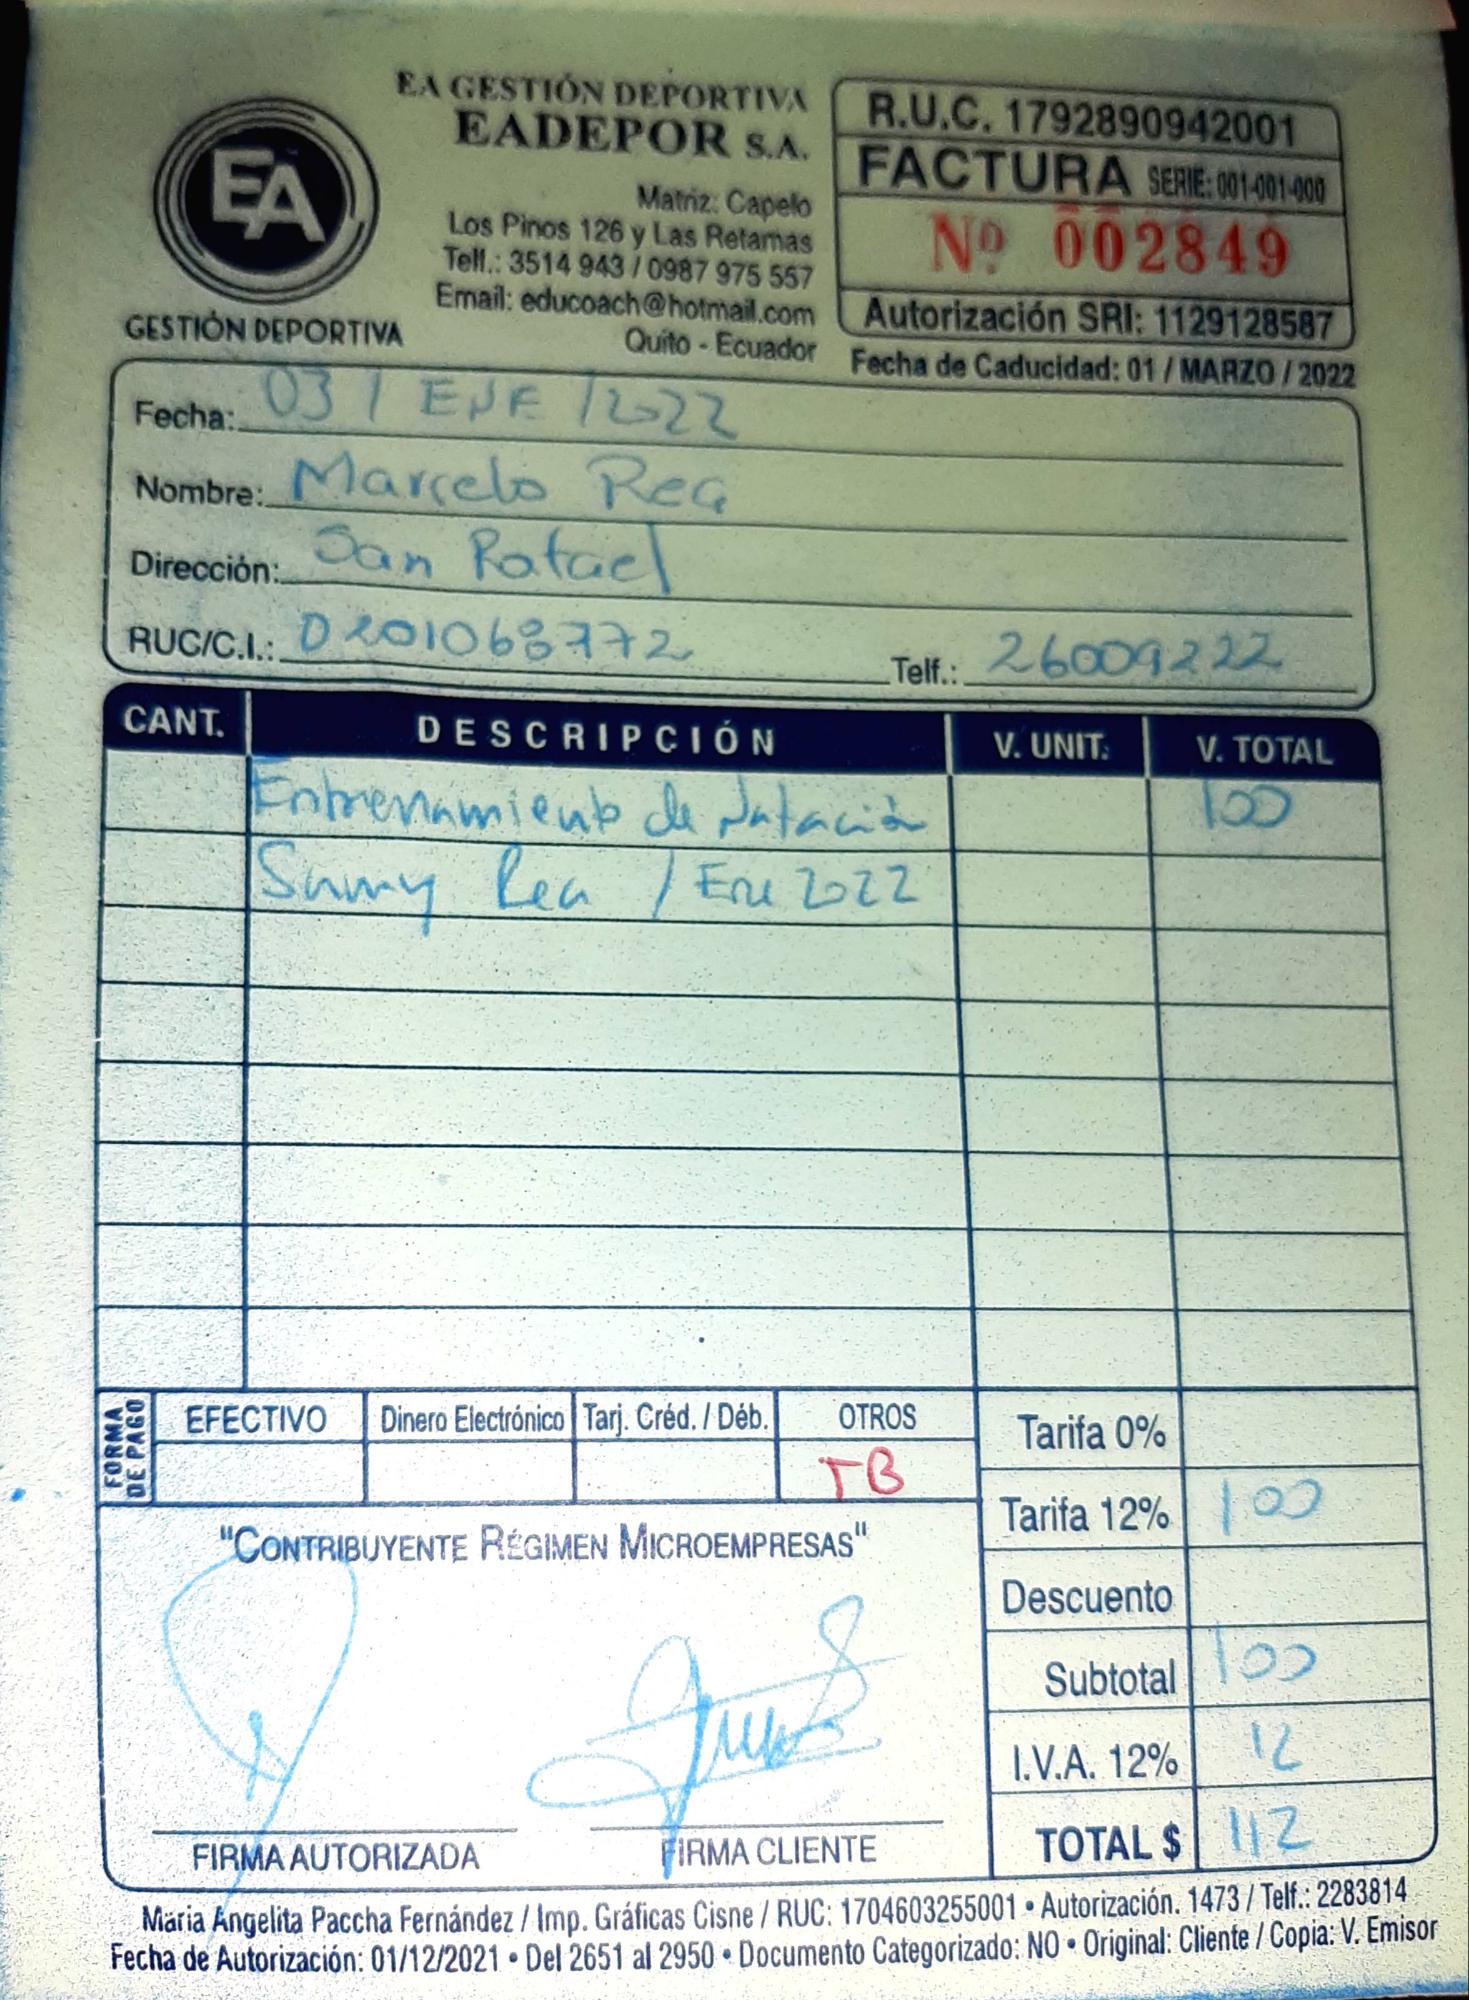 EA GESTIÓN DEPORTIVA
EADEPOR S.A.
EA
GESTIÓN DEPORTIVA
Matriz: Capelo
Los Pinos 126 y Las Retamas
Telf.: 3514 943 / 0987 975 557
Email: educoach@hotmail.com
Quito - Ecuador
R.U.C. 1792890942001
FACTURA SERIE: 001-001-000
Nº 002849
Autorización SRI: 1129128587
Fecha de Caducidad: 01 / MARZO / 2022
Fecha: 03 / ENE / 2022
Nombre: Marcelo Rea
Dirección: San Rafael
RUC/C.I.: 0201068772 Telf.: 26009222
CANT. DESCRIPCIÓN V. UNIT. V. TOTAL
Entrenamiento de Natación 100
Samy Rea / Ene 2022
FORMA DE PAGO
EFECTIVO Dinero Electrónico Tarj. Créd. / Déb. OTROS
TB
Tarifa 0%
Tarifa 12% 100
Descuento
Subtotal 100
I.V.A. 12% 12
TOTAL $ 112
"CONTRIBUYENTE RÉGIMEN MICROEMPRESAS"
FIRMA AUTORIZADA FIRMA CLIENTE
María Angelita Paccha Fernández / Imp. Gráficas Cisne / RUC: 1704603255001 • Autorización. 1473 / Telf.: 2283814
Fecha de Autorización: 01/12/2021 • Del 2651 al 2950 • Documento Categorizado: NO • Original: Cliente / Copia: V. Emisor